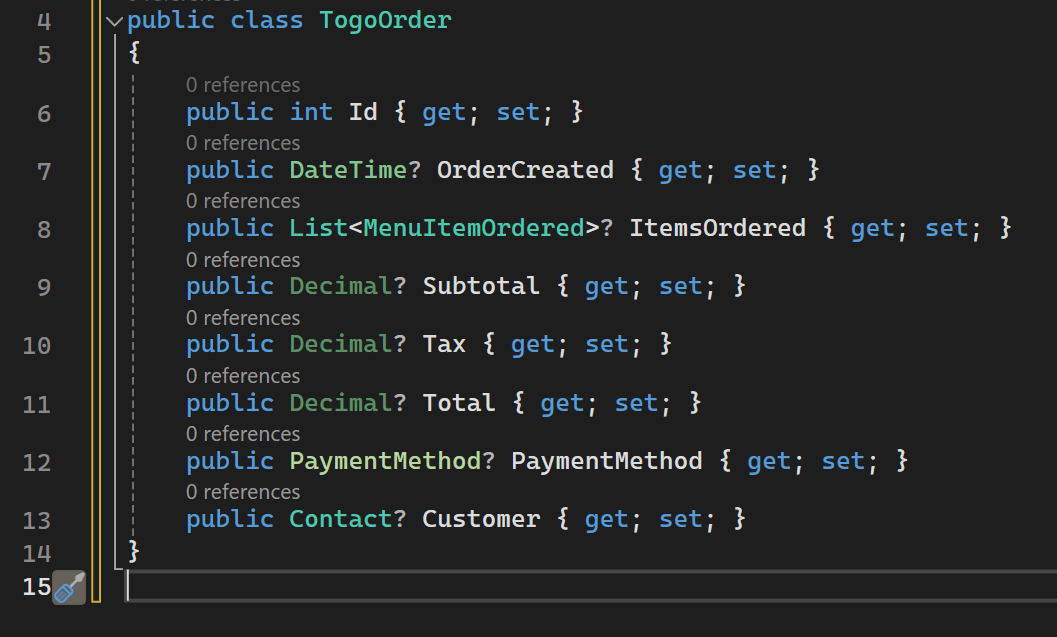 4 public class TogoOrder
5 {
0 references
6 public int Id { get; set; }
0 references
7 public DateTime? OrderCreated { get; set; }
0 references
8 public List<MenuItemOrdered>? ItemsOrdered { get; set; }
0 references
9 public Decimal? Subtotal { get; set; }
0 references
10 public Decimal? Tax { get; set; }
0 references
11 public Decimal? Total { get; set; }
0 references
12 public PaymentMethod? PaymentMethod { get; set; }
0 references
13 public Contact? Customer { get; set; }
14 }
15